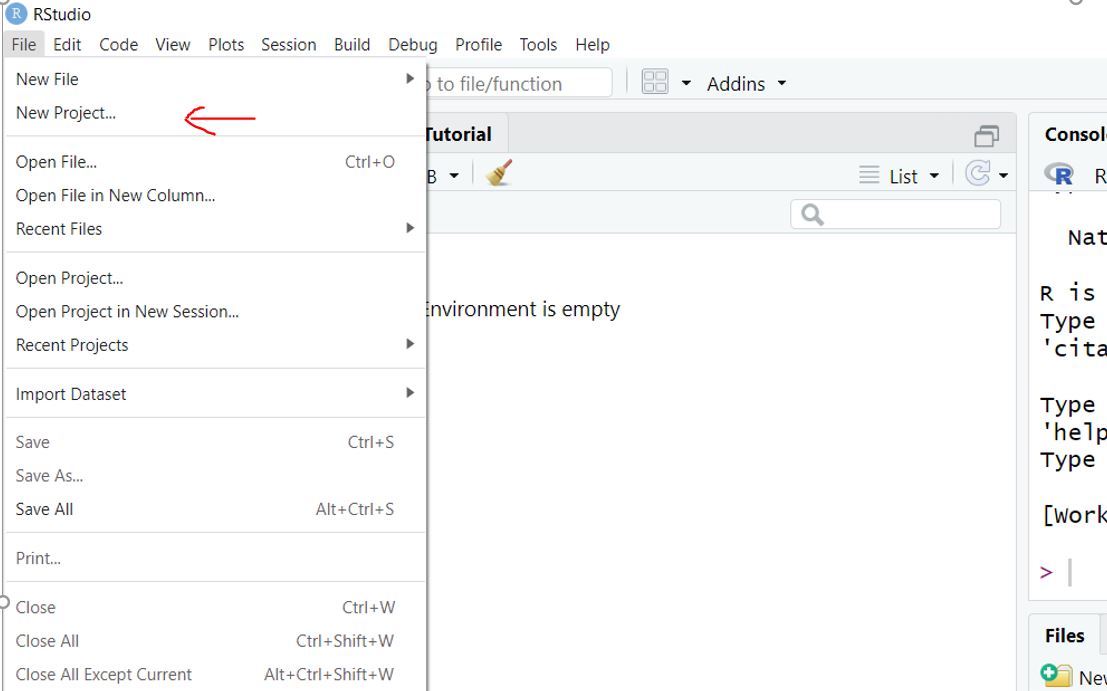 RStudio
File Edit Code View Plots Session Build Debug Profile Tools Help
New File
to file/function
Addins
New Project...
Tutorial
Open File... Ctrl+O
Open File in New Column...
Recent Files
List
Open Project...
Open Project in New Session...
Recent Projects
Environment is empty
Import Dataset
Save Ctrl+S
Save As...
Save All Alt+Ctrl+S
Print...
Close Ctrl+W
Close All Ctrl+Shift+W
Close All Except Current Alt+Ctrl+Shift+W
R
Nat
R is
Type
'cita
Type
'help
Type
[Work
>
Files